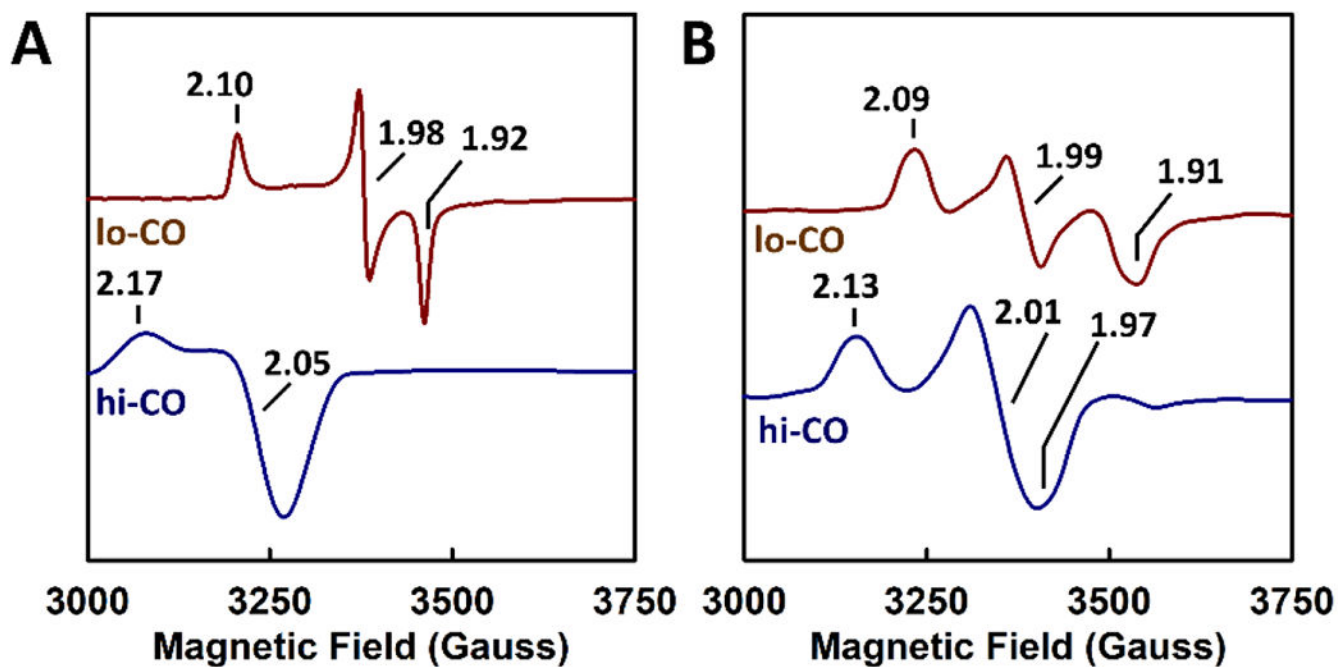 A
2.10
1.98
1.92
lo-CO
2.17
2.05
hi-CO
3000 3250 3500 3750
Magnetic Field (Gauss)
B
2.09
1.99
1.91
lo-CO
2.13
2.01
1.97
hi-CO
3000 3250 3500 3750
Magnetic Field (Gauss)